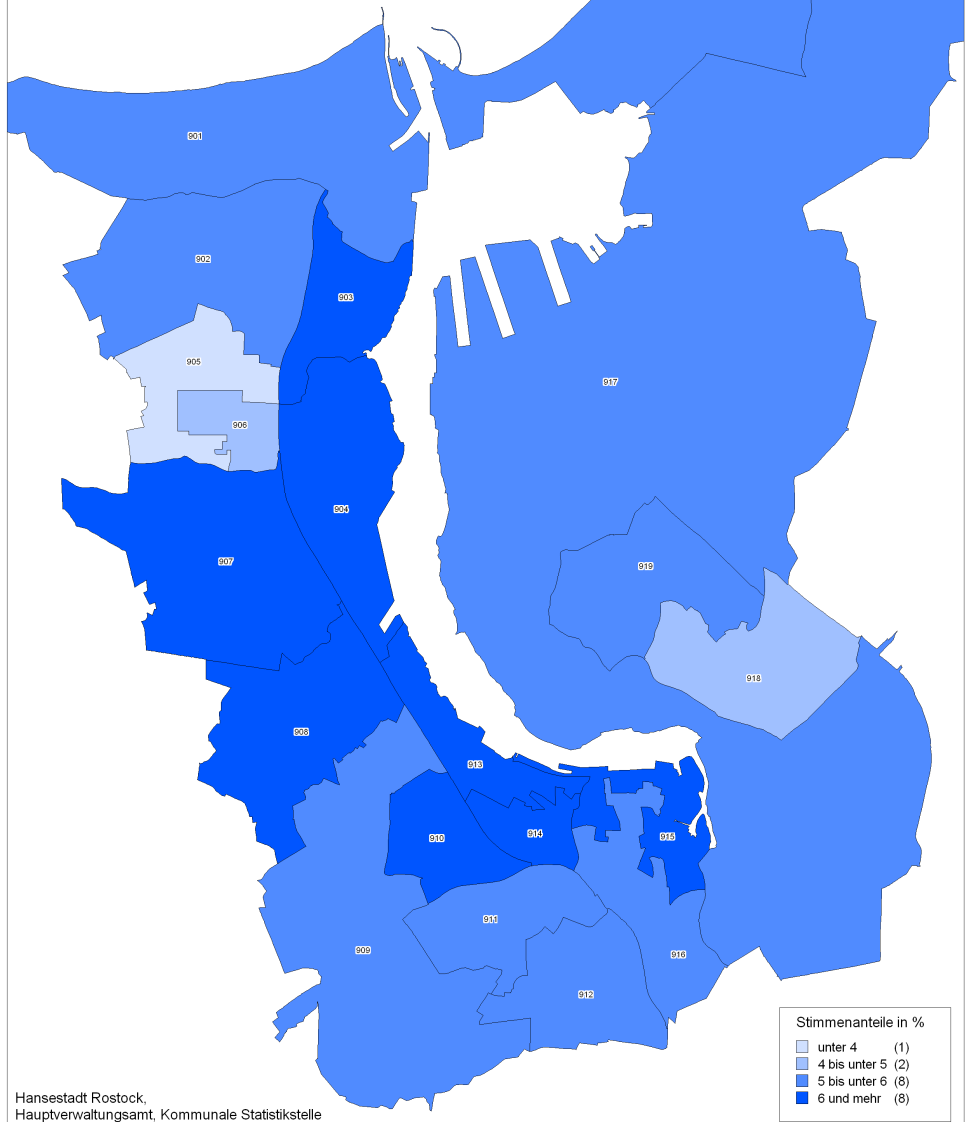 901
902
903
905
917
906
904
907
919
918
908
913
914
910
915
911
909
916
912
Stimmenanteile in %
unter 4 (1)
4 bis unter 5 (2)
5 bis unter 6 (8)
6 und mehr (8)
Hansestadt Rostock,
Hauptverwaltungsamt, Kommunale Statistikstelle